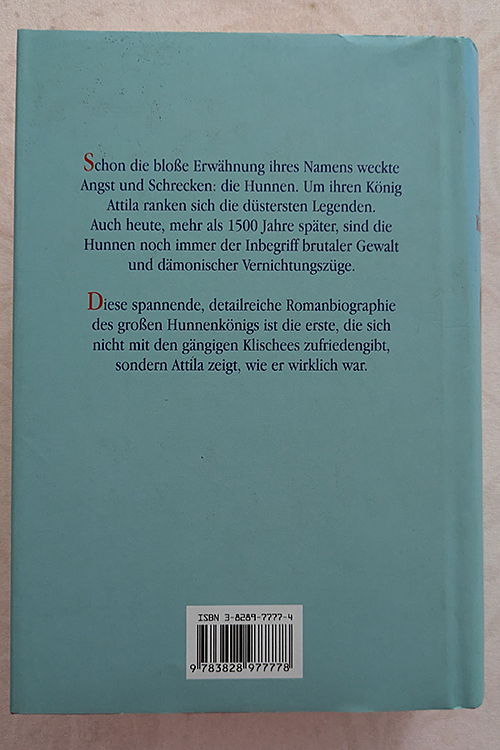 Schon die bloße Erwähnung ihres Namens weckte
Angst und Schrecken: die Hunnen. Um ihren König
Attila ranken sich die düstersten Legenden.
Auch heute, mehr als 1500 Jahre später, sind die
Hunnen noch immer der Inbegriff brutaler Gewalt
und dämonischer Vernichtungszüge.
Diese spannende, detailreiche Romanbiographie
des großen Hunnenkönigs ist die erste, die sich
nicht mit den gängigen Klischees zufriedengibt,
sondern Attila zeigt, wie er wirklich war.
ISBN 3-8289-7777-4
9 783828 977778